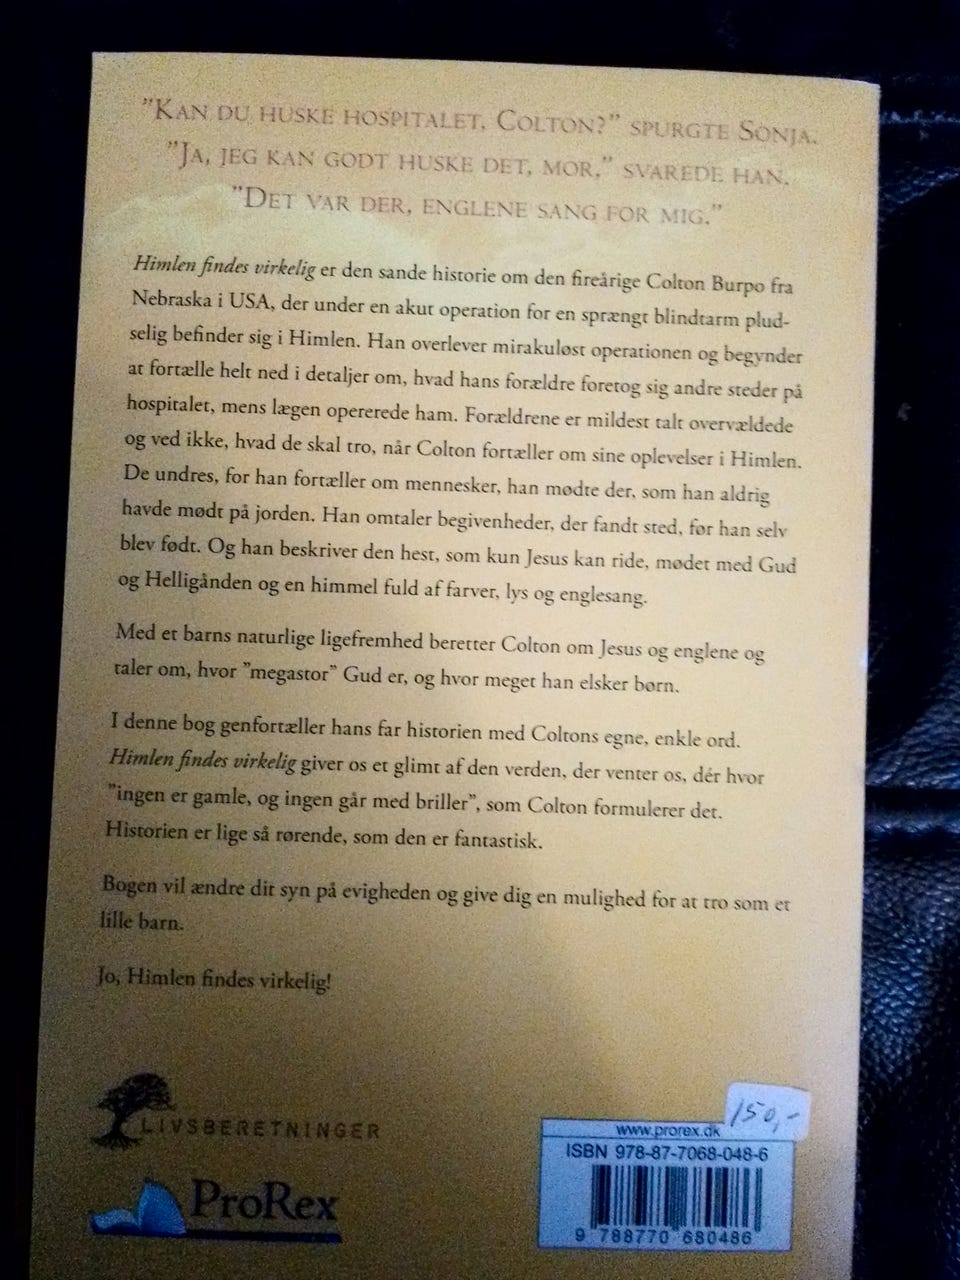 "Kan du huske hospitalet, Colton?" spurgte Sonja.
"Ja, jeg kan godt huske det, mor," svarede han.
"Det var der, englene sang for mig."
Himlen findes virkelig er den sande historie om den fireårige Colton Burpo fra
Nebraska i USA, der under en akut operation for en sprængt blindtarm plud-
selig befinder sig i Himlen. Han overlever mirakuløst operationen og begynder
at fortælle helt ned i detaljer om, hvad hans forældre foretog sig andre steder på
hospitalet, mens lægen opererede ham. Forældrene er mildest talt overvældede
og ved ikke, hvad de skal tro, når Colton fortæller om sine oplevelser i Himlen.
De undres, for han fortæller om mennesker, han mødte der, som han aldrig
havde mødt på jorden. Han omtaler begivenheder, der fandt sted, før han selv
blev født. Og han beskriver den hest, som kun Jesus kan ride, mødet med Gud
og Helligånden og en himmel fuld af farver, lys og englesang.
Med et barns naturlige ligefremhed beretter Colton om Jesus og englene og
taler om, hvor "megastor" Gud er, og hvor meget han elsker børn.
I denne bog genfortæller hans far historien med Coltons egne, enkle ord.
Himlen findes virkelig giver os et glimt af den verden, der venter os, dér hvor
"ingen er gamle, og ingen går med briller", som Colton formulerer det.
Historien er lige så rørende, som den er fantastisk.
Bogen vil ændre dit syn på evigheden og give dig en mulighed for at tro som et
lille barn.
Jo, Himlen findes virkelig!
LIVSBERETNINGER
ProRex
150,-
www.prorex.dk
ISBN 978-87-7068-048-6
9 788770 680486